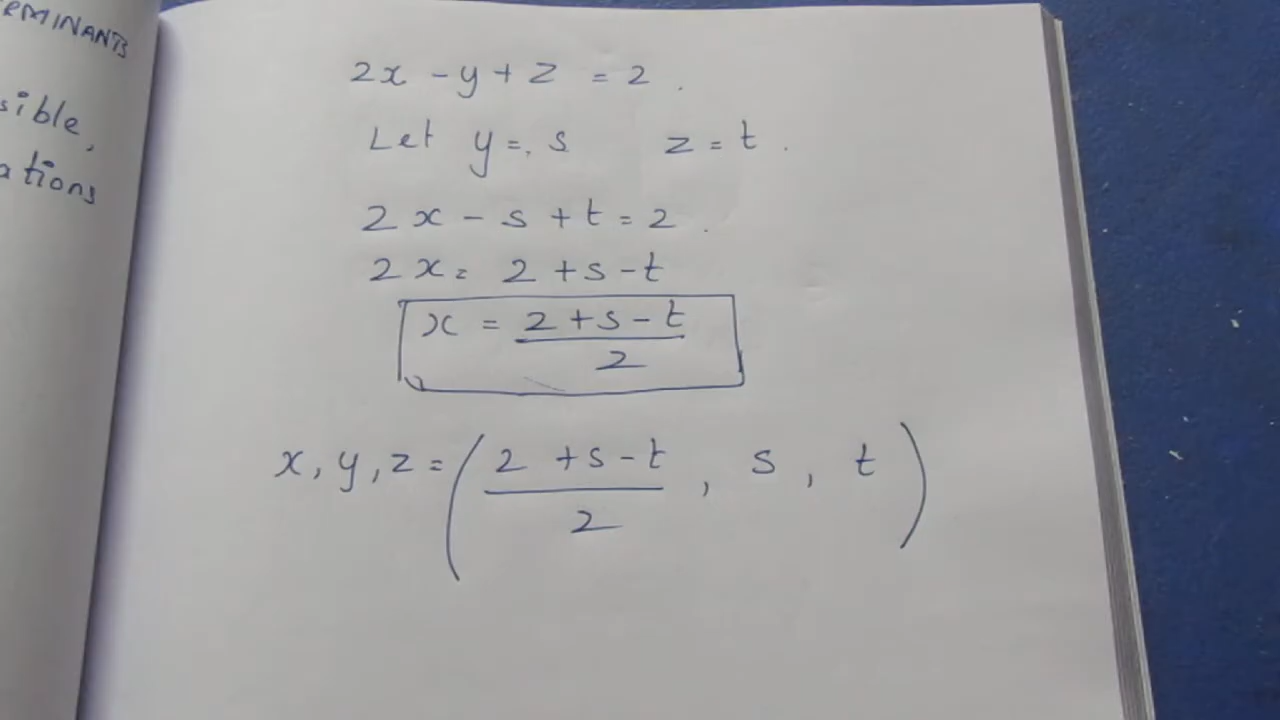 ERMINANTS
sible,
ations
2x - y + z = 2.
Let y = s z = t.
2x - s + t = 2.
2x = 2 + s - t
x = 2 + s - t
2
x, y, z = ( 2 + s - t , s , t )
2